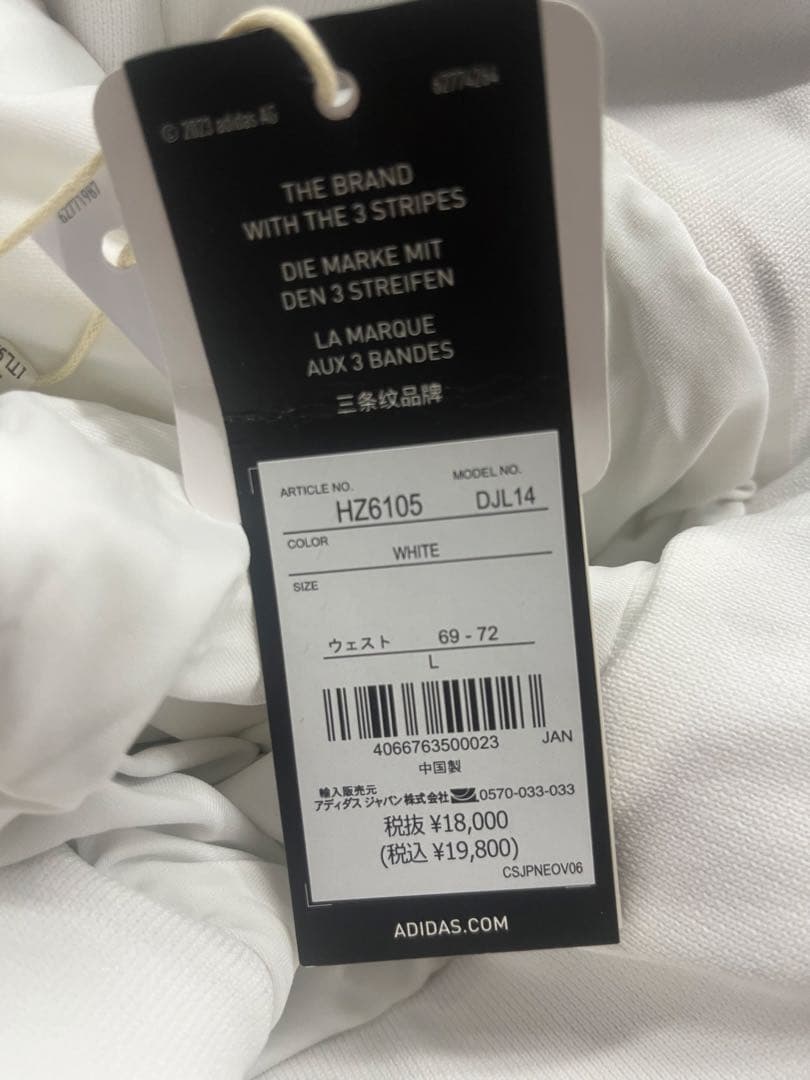 © 2023 adidas AG
THE BRAND
WITH THE 3 STRIPES
DIE MARKE MIT
DEN 3 STREIFEN
LA MARQUE
AUX 3 BANDES
三条纹品牌
ARTICLE NO.
MODEL NO.
HZ6105
DJL14
COLOR
WHITE
SIZE
ウェスト 69 - 72
L
4066763500023 JAN
中国製
輸入販売元
アディダス ジャパン株式会社 0570-033-033
税抜 ¥18,000
(税込 ¥19,800)
CSJPNEOV06
ADIDAS.COM
62771987